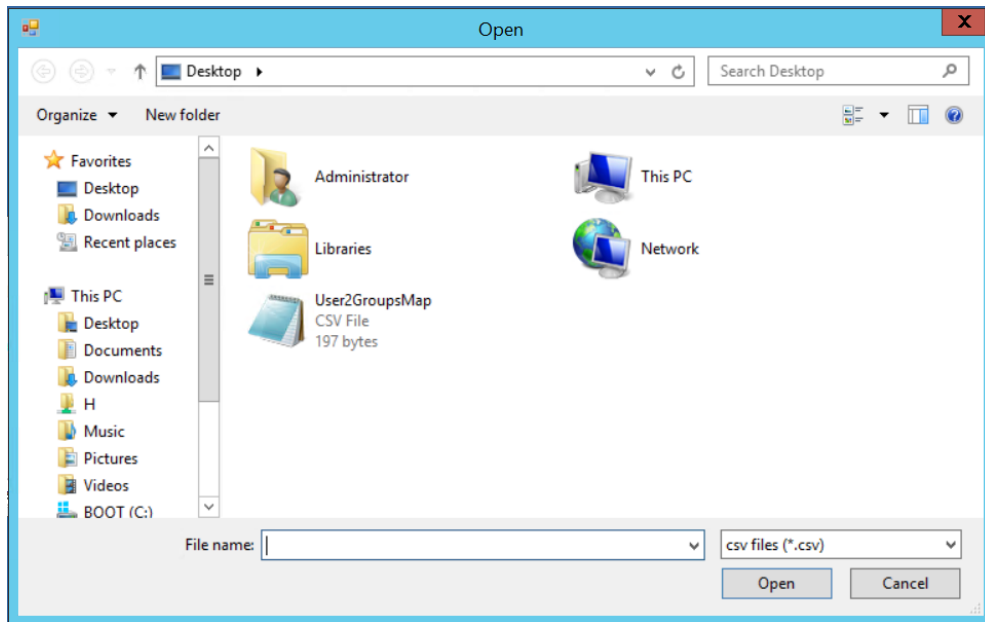 Open
X
Desktop
Search Desktop
Organize
New folder
Favorites
Desktop
Downloads
Recent places
This PC
Desktop
Documents
Downloads
H
Music
Pictures
Videos
BOOT (C:)
Administrator
This PC
Libraries
Network
User2GroupsMap
CSV File
197 bytes
File name:
csv files (*.csv)
Open
Cancel